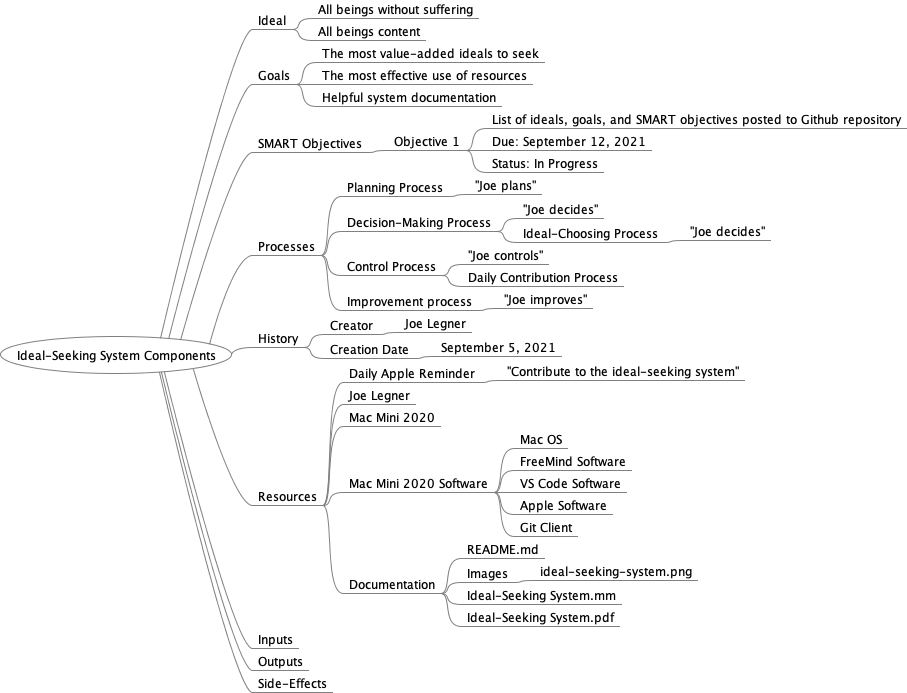 Ideal
All beings without suffering
All beings content
Goals
The most value-added ideals to seek
The most effective use of resources
Helpful system documentation
SMART Objectives
Objective 1
List of ideals, goals, and SMART objectives posted to Github repository
Due: September 12, 2021
Status: In Progress
Processes
Planning Process
"Joe plans"
Decision-Making Process
"Joe decides"
Ideal-Choosing Process
"Joe decides"
Control Process
"Joe controls"
Daily Contribution Process
Improvement process
"Joe improves"
Ideal-Seeking System Components
History
Creator
Joe Legner
Creation Date
September 5, 2021
Resources
Daily Apple Reminder
"Contribute to the ideal-seeking system"
Joe Legner
Mac Mini 2020
Mac Mini 2020 Software
Mac OS
FreeMind Software
VS Code Software
Apple Software
Git Client
Documentation
README.md
Images
ideal-seeking-system.png
Ideal-Seeking System.mm
Ideal-Seeking System.pdf
Inputs
Outputs
Side-Effects